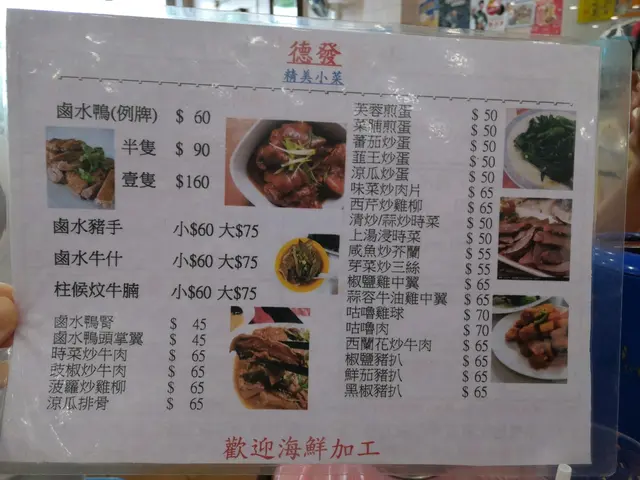 德發
精美小菜
鹵水鴨(例牌) $ 60
半隻 $ 90
壹隻 $160
鹵水豬手 小$60 大$75
鹵水牛什 小$60 大$75
柱候炆牛腩 小$60 大$75
鹵水鴨腎 $ 45
鹵水鴨頭掌翼 $ 45
時菜炒牛肉 $ 65
豉椒炒牛肉 $ 65
菠蘿炒雞柳 $ 65
涼瓜排骨 $ 65
芙蓉煎蛋 $ 50
菜脯煎蛋 $ 50
蕃茄炒蛋 $ 50
韮王炒蛋 $ 50
涼瓜炒蛋 $ 50
味菜炒肉片 $ 65
西芹炒雞柳 $ 65
清炒/蒜炒時菜 $ 50
上湯浸時菜 $ 50
咸魚炒芥蘭 $ 55
芽菜炒三絲 $ 55
椒鹽雞中翼 $ 65
蒜蓉牛油雞中翼 $ 65
咕嚕雞球 $ 70
咕嚕肉 $ 70
西蘭花炒牛肉 $ 65
椒鹽豬扒 $ 65
鮮茄豬扒 $ 65
黑椒豬扒 $ 65
歡迎海鮮加工